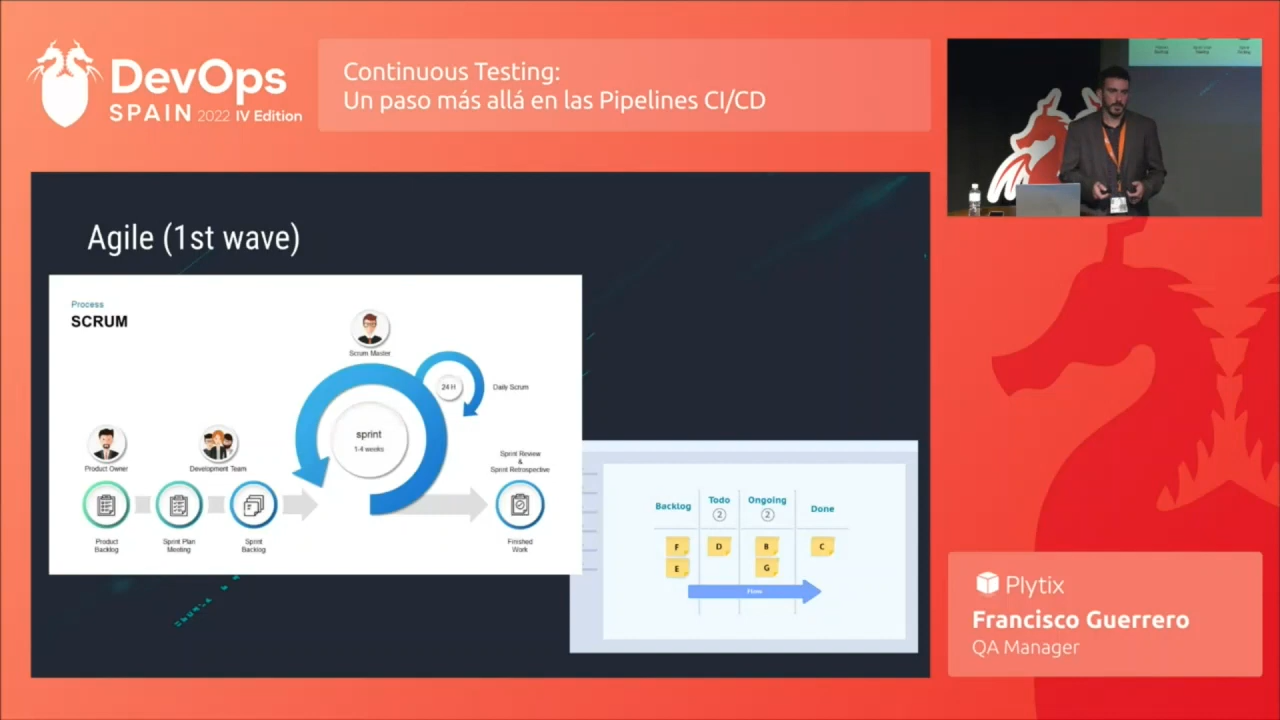 DevOps
SPAIN 2022 IV Edition
Continuous Testing:
Un paso más allá en las Pipelines CI/CD
Agile (1st wave)
Process
SCRUM
Scrum Master
24 H
Daily Scrum
sprint
1-4 weeks
Product Owner
Development Team
Sprint Review
&
Sprint Retrospective
Product
Backlog
Sprint Plan
Meeting
Sprint
Backlog
Finished
Work
Backlog
Todo
2
Ongoing
2
Done
F
D
B
C
E
G
Flow
Plytix
Francisco Guerrero
QA Manager